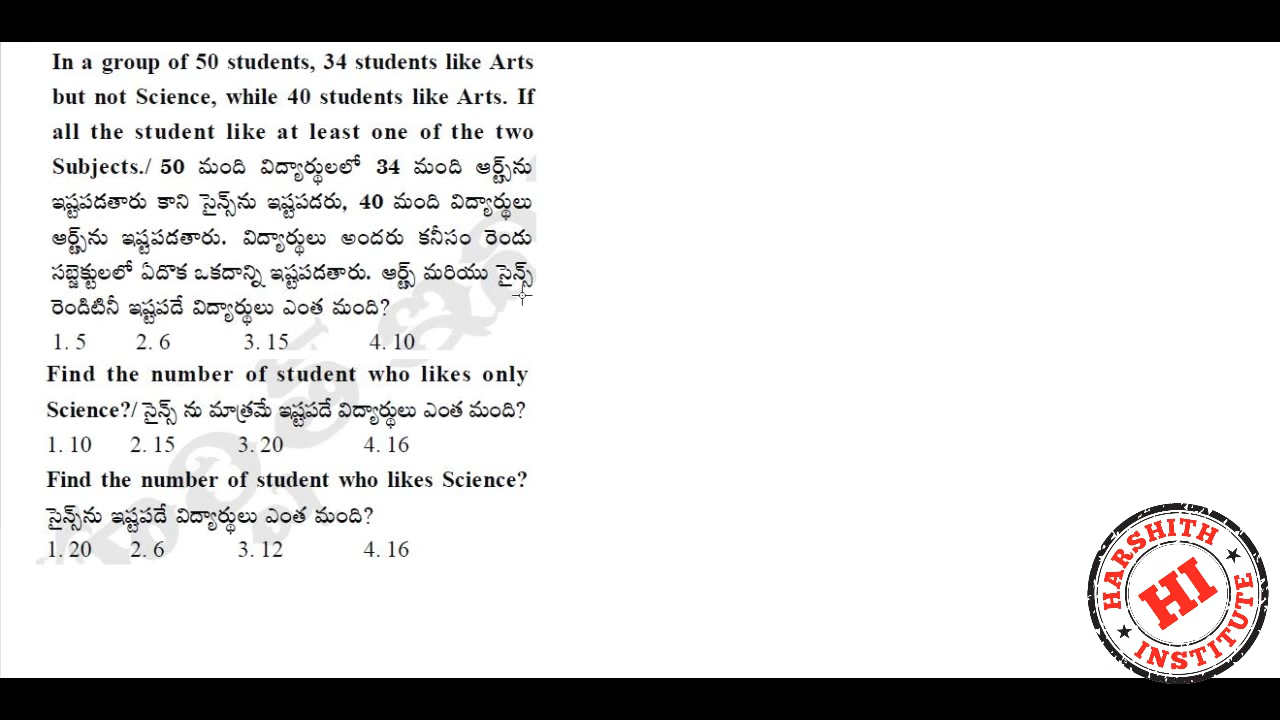 In a group of 50 students, 34 students like Arts
but not Science, while 40 students like Arts. If
all the student like at least one of the two
Subjects./ 50 మంది విద్యార్థులలో 34 మంది ఆర్ట్స్‌ను
ఇష్టపడతారు కాని సైన్స్‌ను ఇష్టపడరు, 40 మంది విద్యార్థులు
ఆర్ట్స్‌ను ఇష్టపడతారు. విద్యార్థులు అందరు కనీసం రెండు
సబ్జెక్టులలో ఏదొక ఒకదాన్ని ఇష్టపడతారు. ఆర్ట్స్ మరియు సైన్స్
రెండిటినీ ఇష్టపడే విద్యార్థులు ఎంత మంది?
1. 5 2. 6 3. 15 4. 10
Find the number of student who likes only
Science?/ సైన్స్ ను మాత్రమే ఇష్టపడే విద్యార్థులు ఎంత మంది?
1. 10 2. 15 3. 20 4. 16
Find the number of student who likes Science?
సైన్స్‌ను ఇష్టపడే విద్యార్థులు ఎంత మంది?
1. 20 2. 6 3. 12 4. 16
HARSHITH
HI
INSTITUTE